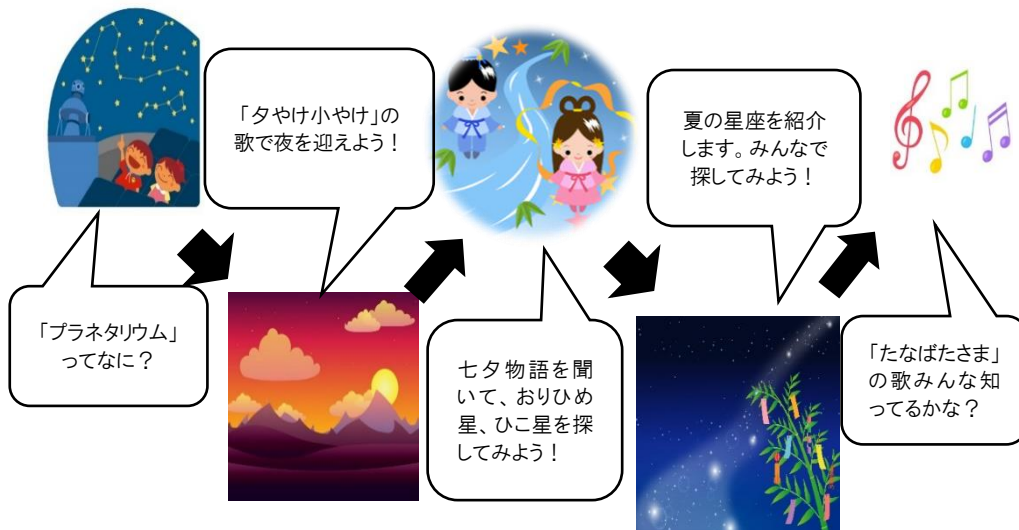 「プラネタリウム」
ってなに？
「夕やけ小やけ」の
歌で夜を迎えよう！
七夕物語を聞
いて、おりひめ
星、ひこ星を探
してみよう！
夏の星座を紹介
します。みんなで
探してみよう！
「たなばたさま」
の歌みんな知
ってるかな？